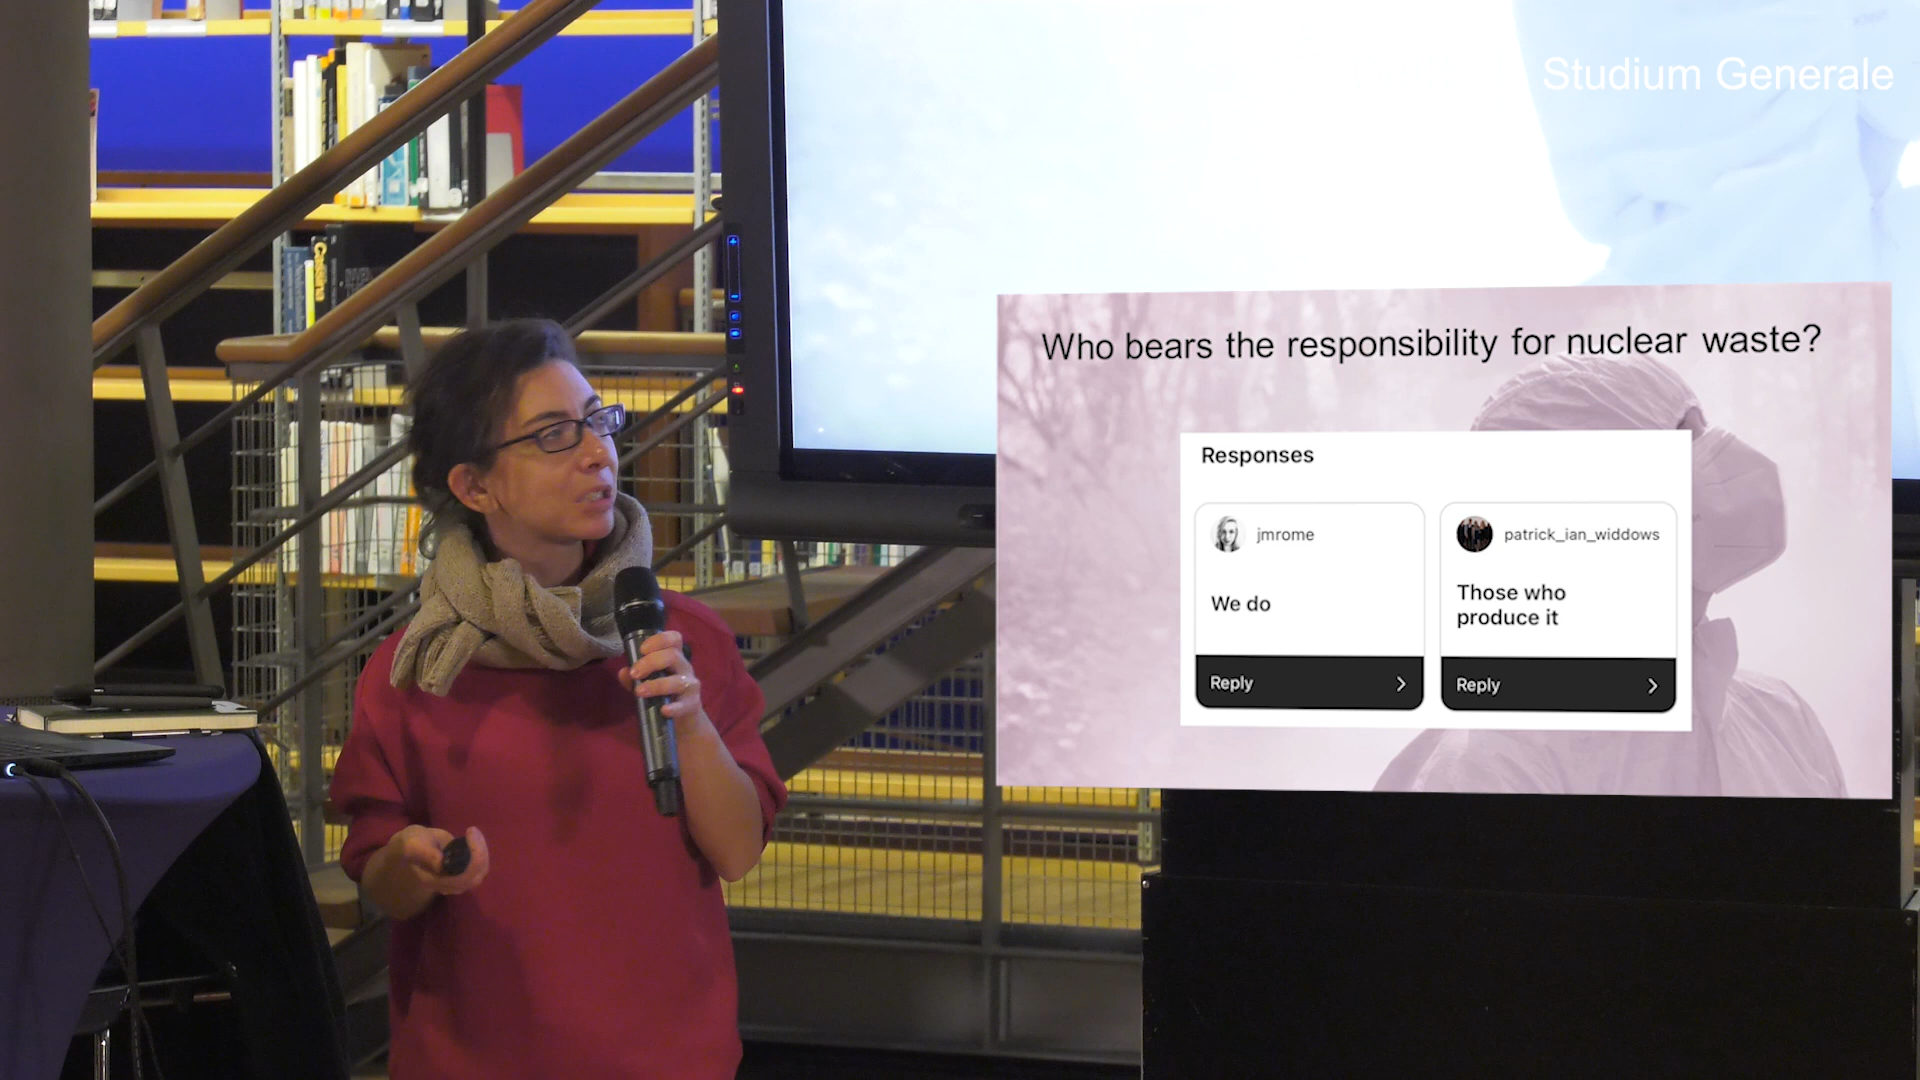 Studium Generale
Who bears the responsibility for nuclear waste?
Responses
jmrome
We do
Reply
patrick_ian_widdows
Those who
produce it
Reply